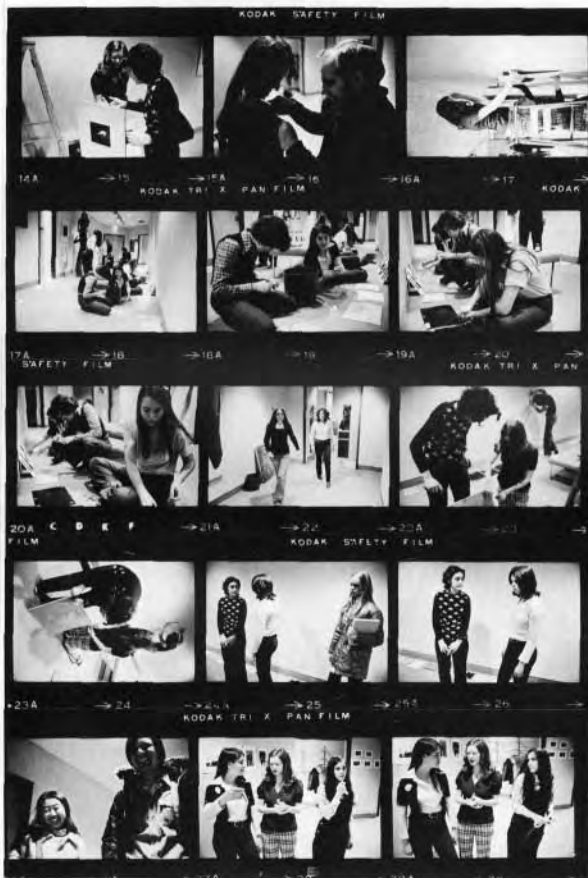 KODAK SAFETY FILM
14A →15 →15A →16 →16A →17
KODAK TRI X PAN FILM KODAK
17A →18 →18A →19 →19A →20
SAFETY FILM KODAK TRI X PAN
20A C D K F →21A →22 →22A →23
FILM KODAK SAFETY FILM
→23A →24 →24A →25 →25A →26
KODAK TRI X PAN FILM